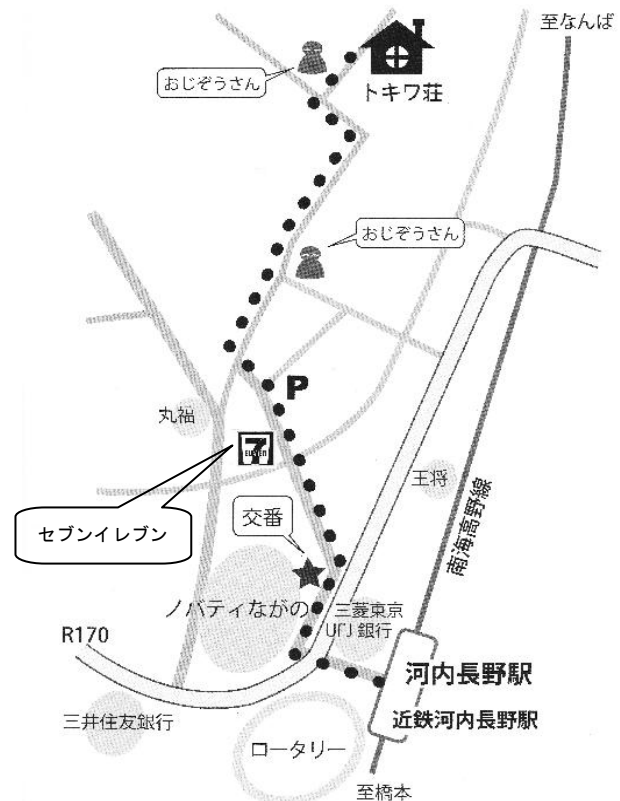 至なんば
おじぞうさん
トキワ荘
おじぞうさん
P
丸福
7
ELEVEN
王将
セブンイレブン
交番
南海高野線
ノバティながの
三菱東京
UFJ 銀行
R170
河内長野駅
三井住友銀行
近鉄河内長野駅
ロータリー
至橋本